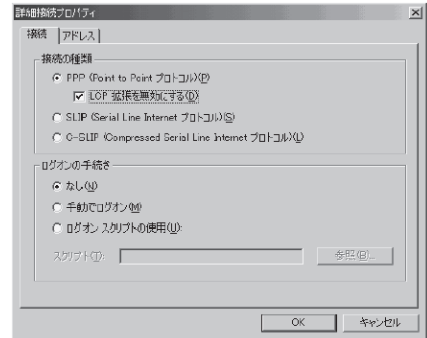 詳細接続プロパティ
接続 アドレス
接続の種類
PPP (Point to Point プロトコル)(P)
LCP 拡張を無効にする(D)
SLIP (Serial Line Internet プロトコル)(S)
C-SLIP (Compressed Serial Line Internet プロトコル)(L)
ログオンの手続き
なし(N)
手動でログオン(M)
ログオン スクリプトの使用(U):
スクリプト(T): 参照(B)...
OK キャンセル